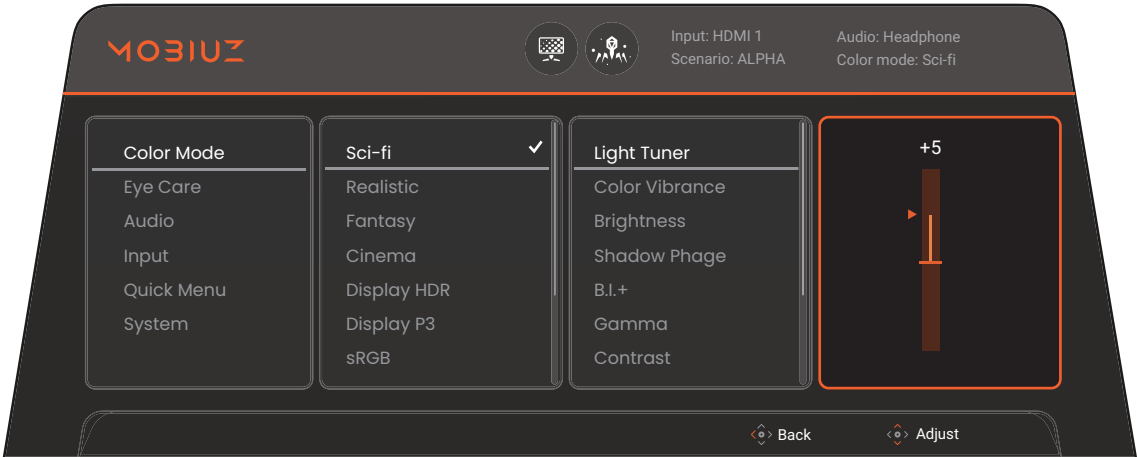 MOBIUZ
Input: HDMI 1
Scenario: ALPHA
Audio: Headphone
Color mode: Sci-fi
Color Mode
Eye Care
Audio
Input
Quick Menu
System
Sci-fi
Realistic
Fantasy
Cinema
Display HDR
Display P3
sRGB
Light Tuner
Color Vibrance
Brightness
Shadow Phage
B.I.+
Gamma
Contrast
+5
Back
Adjust